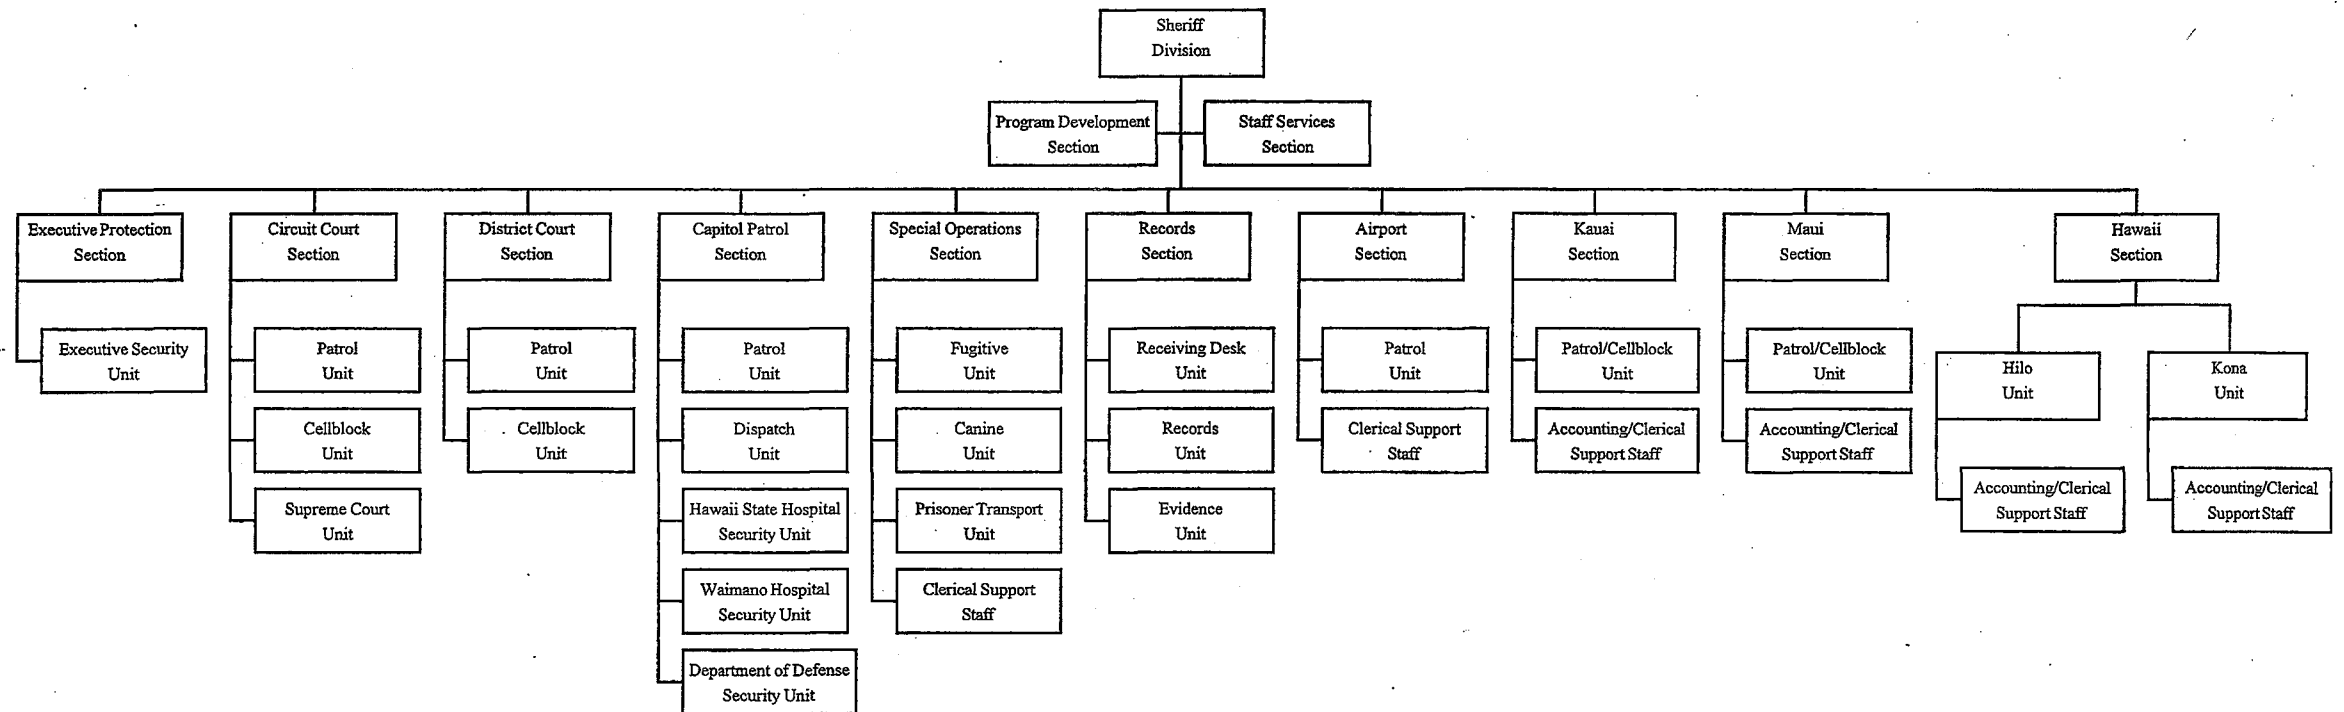 Sheriff
Division
Program Development
Section
Staff Services
Section
Executive Protection
Section
Circuit Court
Section
District Court
Section
Capitol Patrol
Section
Special Operations
Section
Records
Section
Airport
Section
Kauai
Section
Maui
Section
Hawaii
Section
Executive Security
Unit
Patrol
Unit
Cellblock
Unit
Supreme Court
Unit
Patrol
Unit
Cellblock
Unit
Patrol
Unit
Dispatch
Unit
Hawaii State Hospital
Security Unit
Waimano Hospital
Security Unit
Department of Defense
Security Unit
Fugitive
Unit
Canine
Unit
Prisoner Transport
Unit
Clerical Support
Staff
Receiving Desk
Unit
Records
Unit
Evidence
Unit
Patrol
Unit
Clerical Support
Staff
Patrol/Cellblock
Unit
Accounting/Clerical
Support Staff
Patrol/Cellblock
Unit
Accounting/Clerical
Support Staff
Hilo
Unit
Accounting/Clerical
Support Staff
Kona
Unit
Accounting/Clerical
Support Staff